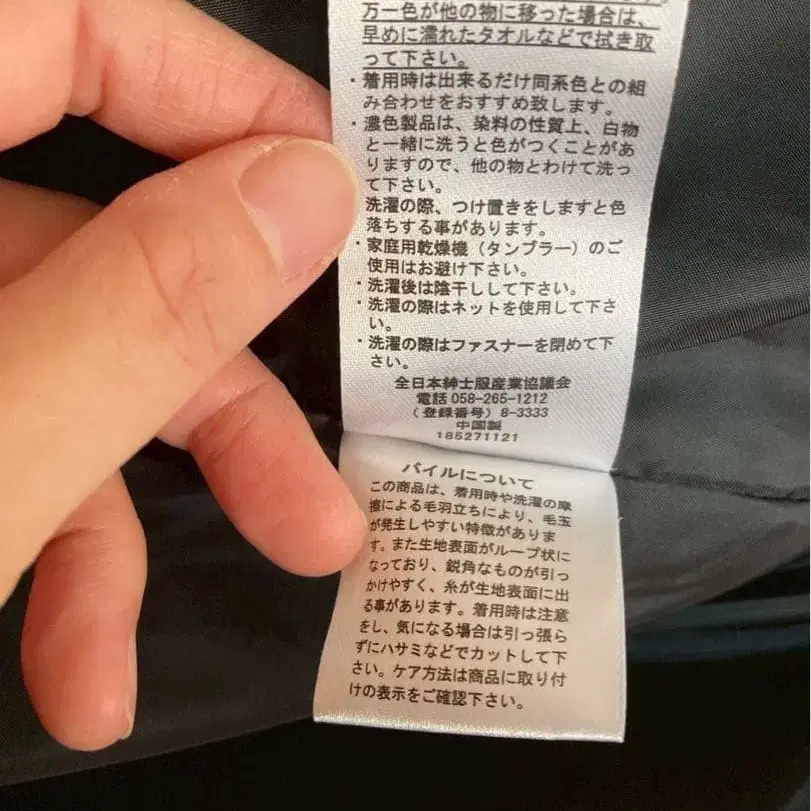 万一色が他の物に移った場合は、
早めに濡れたタオルなどで拭き取
って下さい。
・着用時は出来るだけ同系色との組
み合わせをおすすめ致します。
・濃色製品は、染料の性質上、白物
と一緒に洗うと色がつくことがあ
りますので、他の物とわけて洗っ
て下さい。
洗濯の際、つけ置きをしますと色
落ちする事があります。
・家庭用乾燥機（タンブラー）のご
使用はお避け下さい。
・洗濯後は陰干しして下さい。
・洗濯の際はネットを使用して下さ
い。
・洗濯の際はファスナーを閉めて下
さい。
全日本紳士服産業協議会
電話 058-265-1212
（登録番号）8-3333
中国製
185271121
パイルについて
この商品は、着用時や洗濯の摩
擦による毛羽立ちにより、毛玉
が発生しやすい特徴がありま
す。また生地表面がループ状に
なっており、鋭角なものが引っ
かけやすく、糸が生地表面に出
る事があります。着用時は注意
をし、気になる場合は引っ張ら
ずにハサミなどでカットして下
さい。ケア方法は商品に取り付
けの表示をご確認下さい。